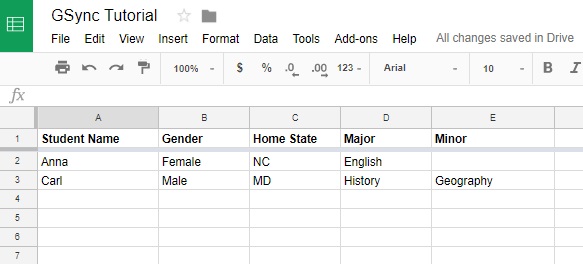 GSync Tutorial
File Edit View Insert Format Data Tools Add-ons Help All changes saved in Drive
100% $ % .0 .00 123 Arial 10 B I
fx
A B C D E
1 Student Name Gender Home State Major Minor
2 Anna Female NC English
3 Carl Male MD History Geography
4
5
6
7